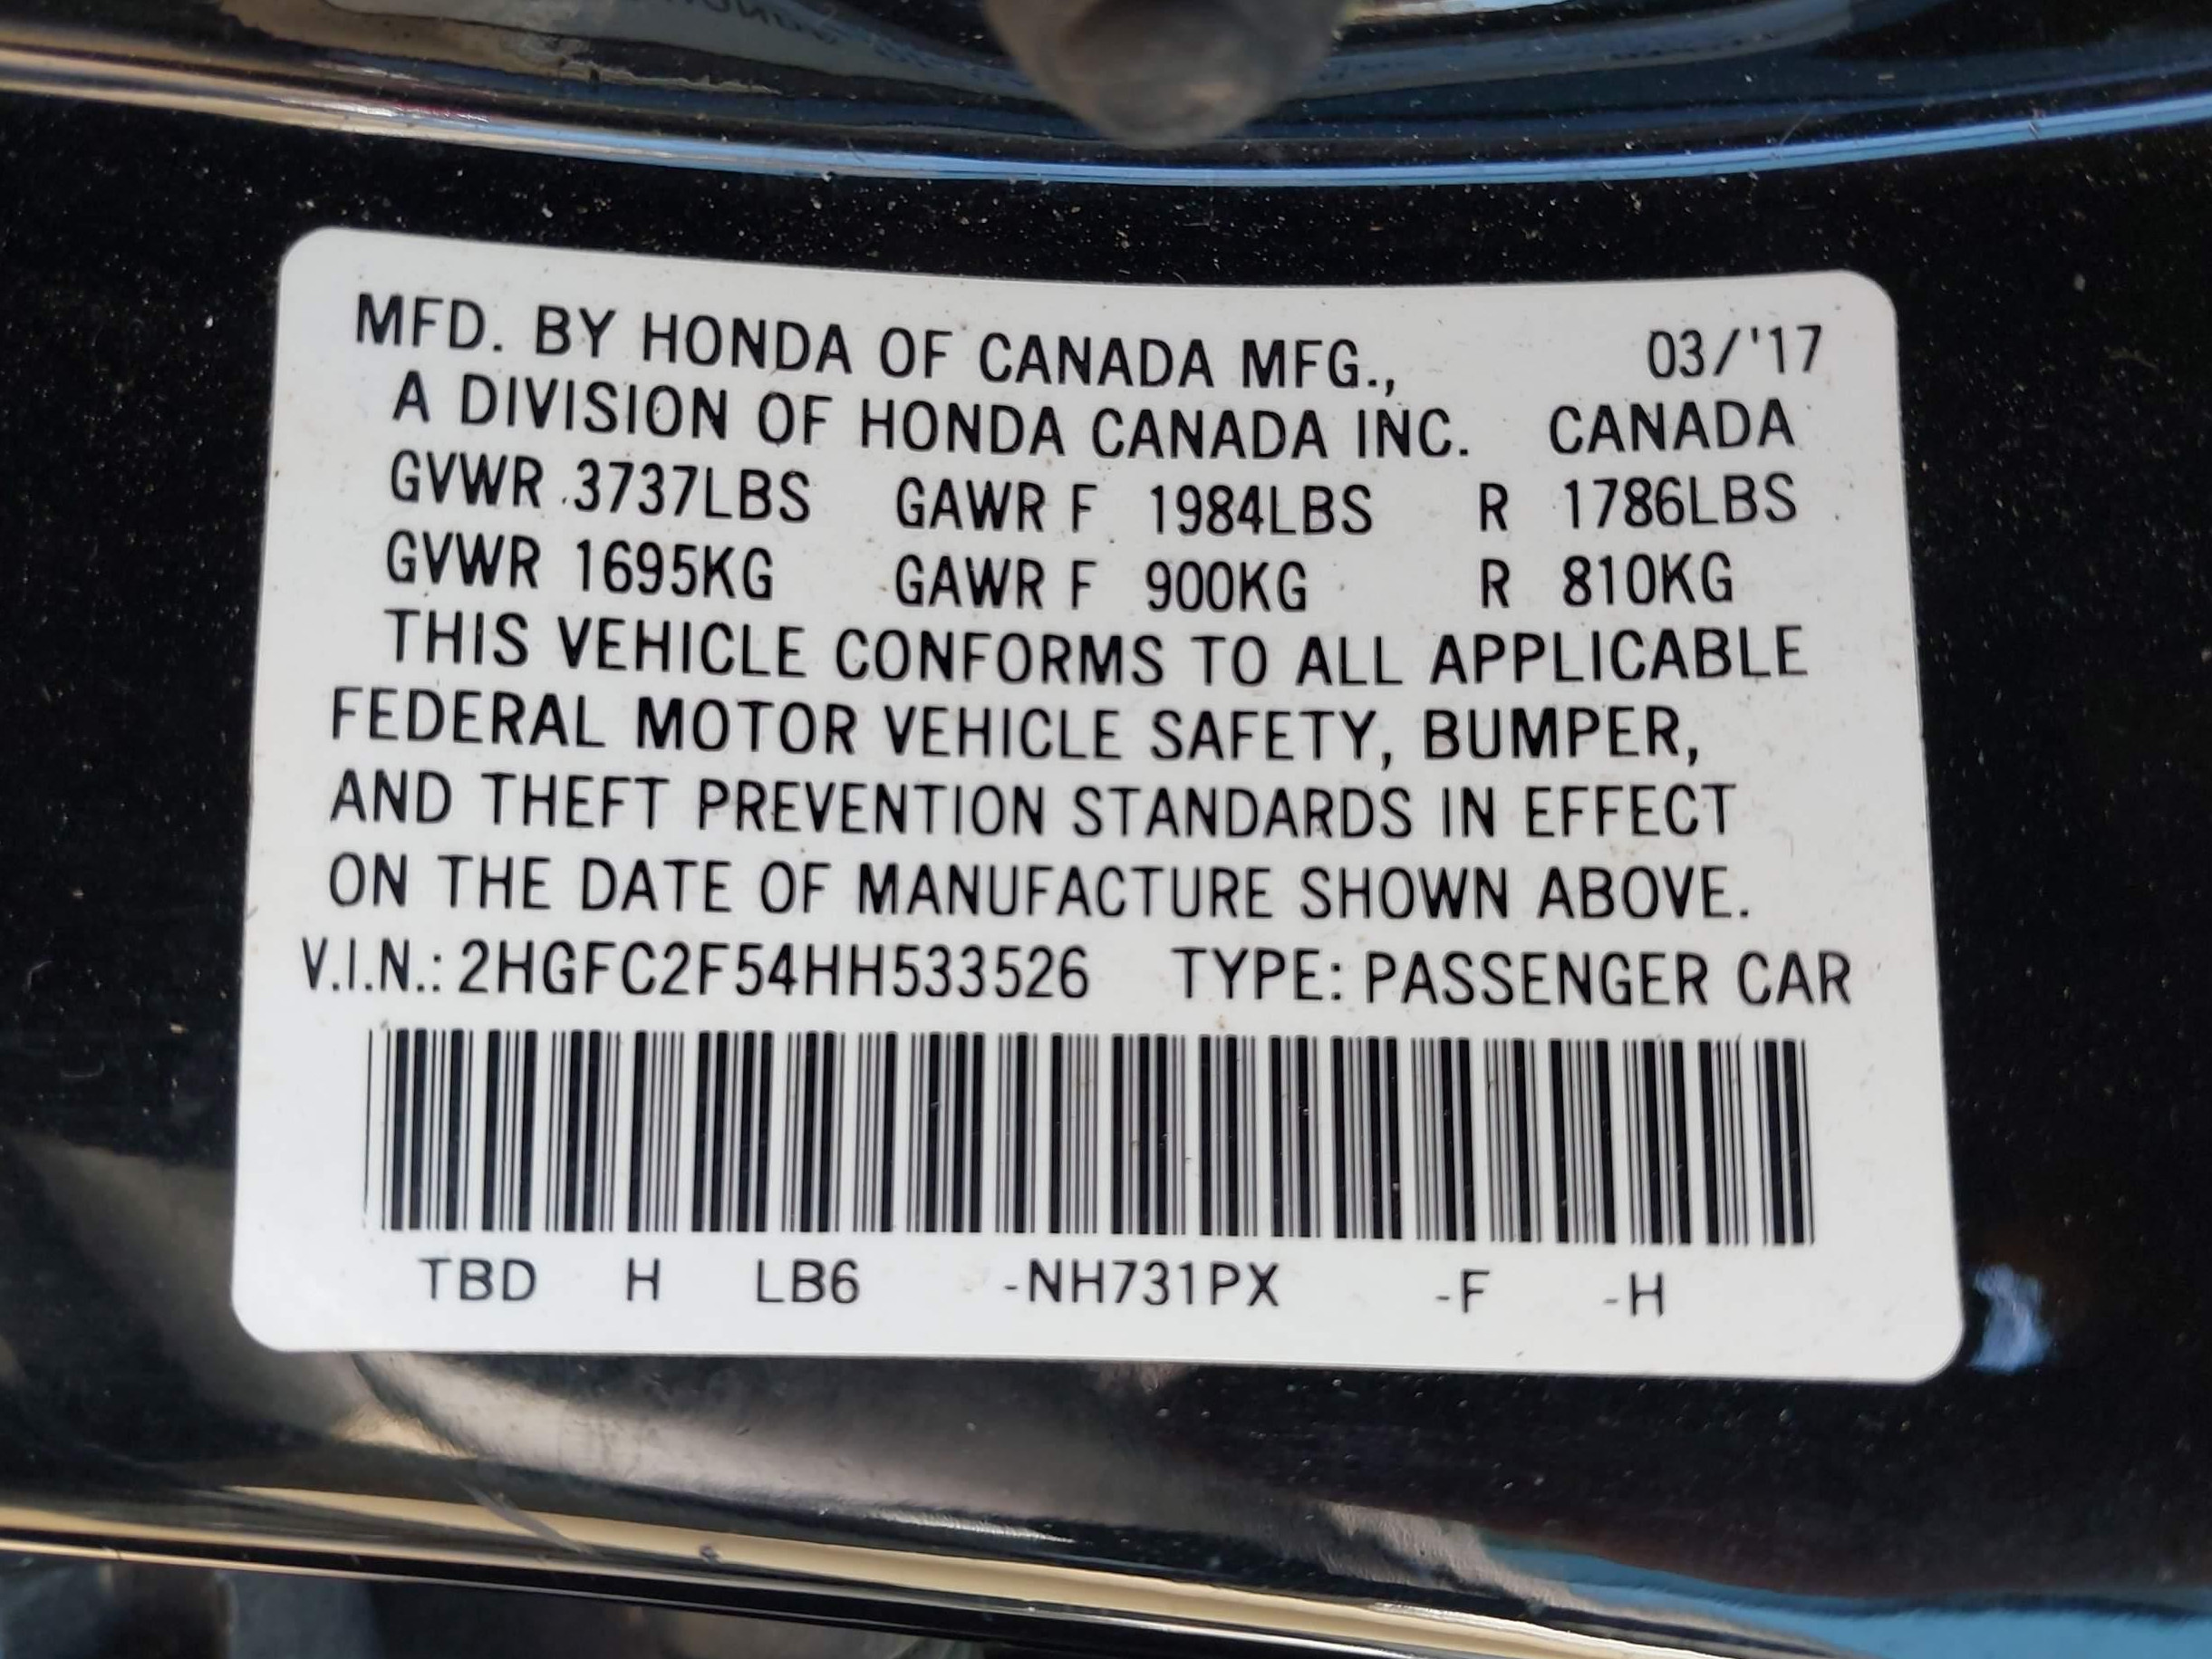 MFD. BY HONDA OF CANADA MFG., 03/'17
A DIVISION OF HONDA CANADA INC. CANADA
GVWR 3737LBS GAWR F 1984LBS R 1786LBS
GVWR 1695KG GAWR F 900KG R 810KG
THIS VEHICLE CONFORMS TO ALL APPLICABLE
FEDERAL MOTOR VEHICLE SAFETY, BUMPER,
AND THEFT PREVENTION STANDARDS IN EFFECT
ON THE DATE OF MANUFACTURE SHOWN ABOVE.
V.I.N.: 2HGFC2F54HH533526 TYPE: PASSENGER CAR
TBD H LB6 -NH731PX -F -H